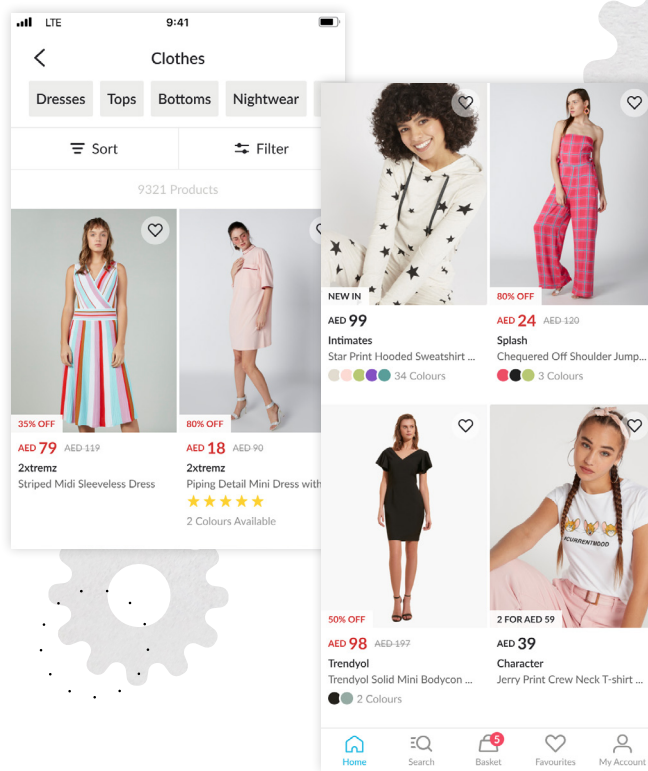 LTE
9:41
Clothes
Dresses
Tops
Bottoms
Nightwear
Sort
Filter
9321 Products
35% OFF
AED 79 AED 119
2xtremz
Striped Midi Sleeveless Dress
80% OFF
AED 18 AED 90
2xtremz
Piping Detail Mini Dress with
2 Colours Available
NEW IN
AED 99
Intimates
Star Print Hooded Sweatshirt ...
34 Colours
80% OFF
AED 24 AED 120
Splash
Chequered Off Shoulder Jump...
3 Colours
50% OFF
AED 98 AED 197
Trendyol
Trendyol Solid Mini Bodycon ...
2 Colours
#CURRENTMOOD
2 FOR AED 59
AED 39
Character
Jerry Print Crew Neck T-shirt ...
Home
Search
5
Basket
Favourites
My Account